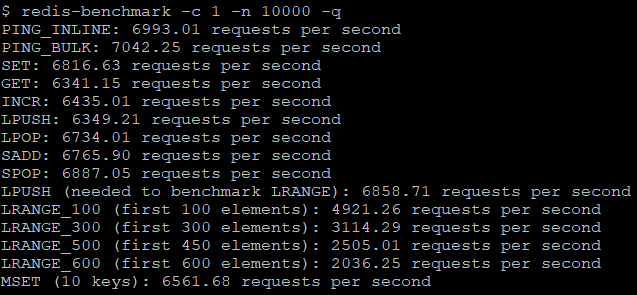 $ redis-benchmark -c 1 -n 10000 -q
PING_INLINE: 6993.01 requests per second
PING_BULK: 7042.25 requests per second
SET: 6816.63 requests per second
GET: 6341.15 requests per second
INCR: 6435.01 requests per second
LPUSH: 6349.21 requests per second
LPOP: 6734.01 requests per second
SADD: 6765.90 requests per second
SPOP: 6887.05 requests per second
LPUSH (needed to benchmark LRANGE): 6858.71 requests per second
LRANGE_100 (first 100 elements): 4921.26 requests per second
LRANGE_300 (first 300 elements): 3114.29 requests per second
LRANGE_500 (first 450 elements): 2505.01 requests per second
LRANGE_600 (first 600 elements): 2036.25 requests per second
MSET (10 keys): 6561.68 requests per second